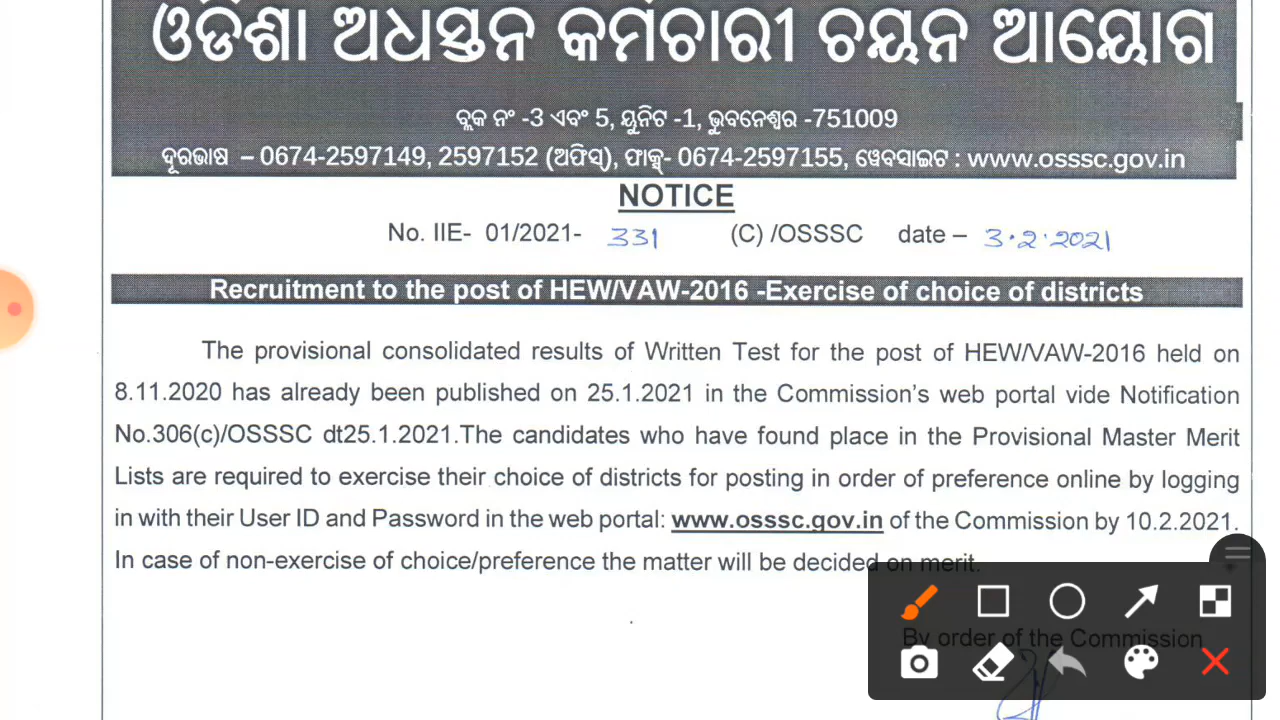 ଓଡିଶା ଅଧସ୍ତନ କର୍ମଚାରୀ ଚୟନ ଆୟୋଗ
ବ୍ଲକ ନଂ -3 ଏବଂ 5, ୟୁନିଟ -1, ଭୁବନେଶ୍ୱର -751009
ଦୂରଭାଷ – 0674-2597149, 2597152 (ଅଫିସ୍), ଫାକ୍ସ- 0674-2597155, ୱେବସାଇଟ : www.osssc.gov.in
NOTICE
No. IIE- 01/2021- 331 (C) /OSSSC date – 3.2.2021
Recruitment to the post of HEW/VAW-2016 -Exercise of choice of districts
The provisional consolidated results of Written Test for the post of HEW/VAW-2016 held on
8.11.2020 has already been published on 25.1.2021 in the Commission's web portal vide Notification
No.306(c)/OSSSC dt25.1.2021.The candidates who have found place in the Provisional Master Merit
Lists are required to exercise their choice of districts for posting in order of preference online by logging
in with their User ID and Password in the web portal: www.osssc.gov.in of the Commission by 10.2.2021.
In case of non-exercise of choice/preference the matter will be decided on merit.
By order of the Commission